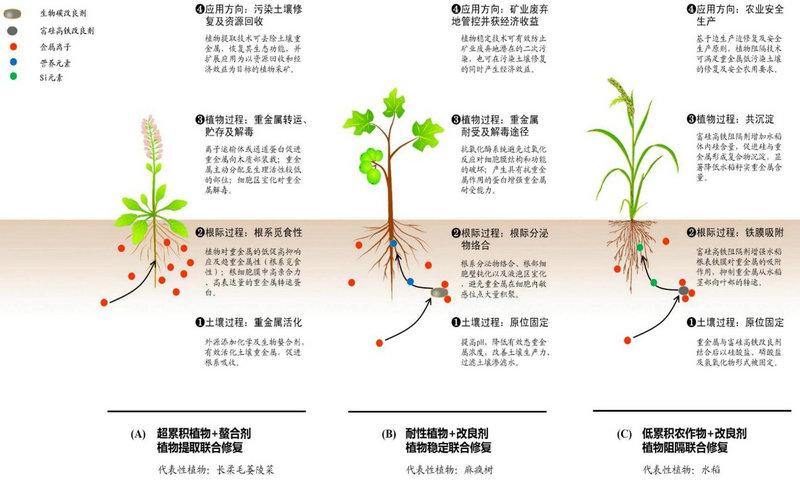 生物碳改良剂
富硅高铁改良剂
金属离子
营养元素
Si元素
❹应用方向：污染土壤修
复及资源回收
植物提取技术可去除土壤重
金属，恢复其生态功能，并
扩展应用为以资源回收和经
济效益为目标的植物采矿。
❸植物过程：重金属转运、
贮存及解毒
离子运输体或通道蛋白促进
重金属向木质部装载；重金
属主动分配至生理活性较低
的部位；细胞区室化对重金
属解毒。
❷根际过程：根系觅食性
植物对重金属的低促高抑响
应及趋重金属性（根系觅食
性）；根细胞膜中高亲合力，
高表达量的重金属转运蛋
白。
❶土壤过程：重金属活化
外源添加化学及生物螯合剂，
有效活化土壤重金属，促进
根系吸收。
(A) 超累积植物+螯合剂
植物提取联合修复
代表性植物：长柔毛萎陵菜
❹应用方向：矿业废弃
地管控并获经济收益
植物稳定技术可有效防止
矿业废弃地潜在的二次污
染，也可在污染土壤修复
的同时产生经济效益。
❸植物过程：重金属
耐受及解毒途径
抗氧化酶系统避免过氧化
反应对细胞膜结构和功能
的破坏；产生具有抗重金
属作用的蛋白增强重金属
耐受能力。
❷根际过程：根际分泌
物络合
根系分泌物络合、根部细
胞壁钝化以及液泡区室化，
避免重金属在细胞内敏
感位点大量积聚。
❶土壤过程：原位固定
提高pH，降低有效态重金
属浓度，改善土壤生产力，
过滤土壤渗滤水。
(B) 耐性植物+改良剂
植物稳定联合修复
代表性植物：麻疯树
❹应用方向：农业安全
生产
基于边生产边修复及安全
生产原则，植物阻隔技术
可满足重金属低污染土壤
的修复及安全农用要求。
❸植物过程：共沉淀
富硅高铁阻隔剂增加水稻
体内硅含量，促进硅与重
金属形成复合物沉淀，显
著降低水稻籽实重金属含
量。
❷根际过程：铁膜吸附
富硅高铁阻隔剂增强水稻
根表铁膜对重金属的吸附
作用，抑制重金属从水稻
茎部向叶部的转运。
❶土壤过程：原位固定
重金属与富硅高铁改良剂
结合后以硅酸盐、磷酸盐
及氢氧化物形式被固定。
(C) 低累积农作物+改良剂
植物阻隔联合修复
代表性植物：水稻